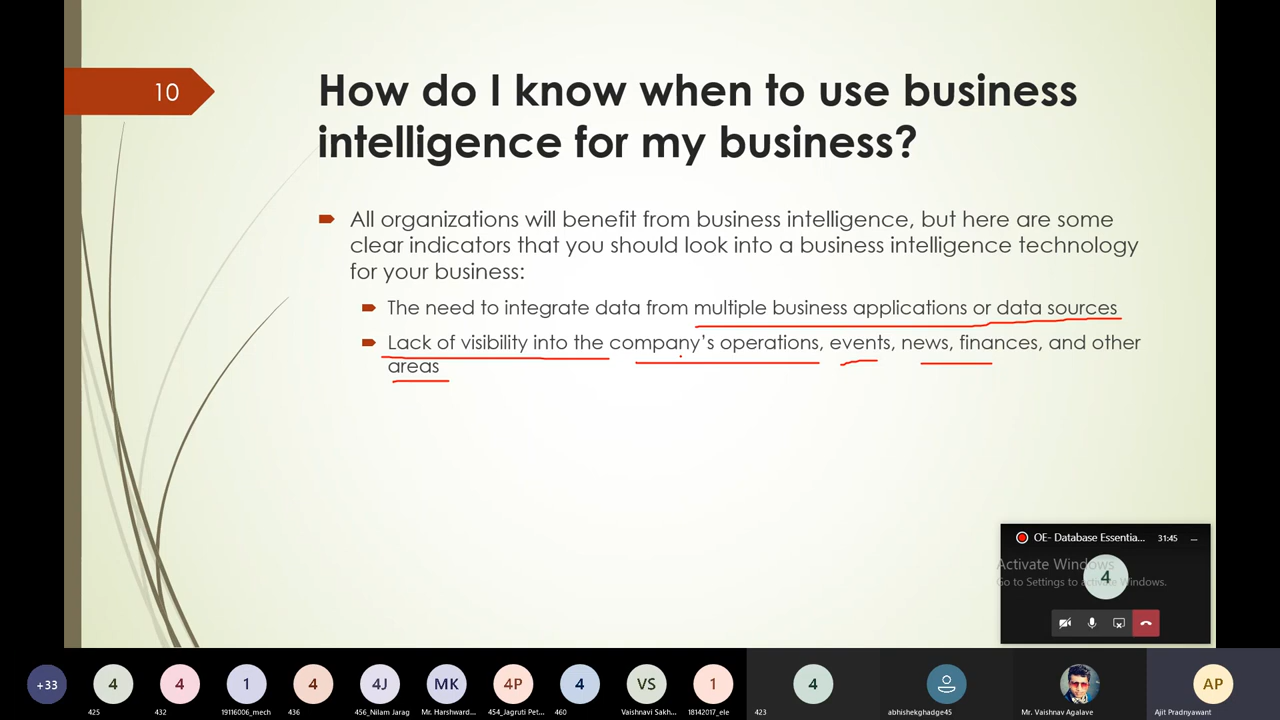 10
How do I know when to use business
intelligence for my business?
All organizations will benefit from business intelligence, but here are some
clear indicators that you should look into a business intelligence technology
for your business:
The need to integrate data from multiple business applications or data sources
Lack of visibility into the company's operations, events, news, finances, and other
areas
OE- Database Essentia... 31:45
Activate Windows
4
Go to Settings to activate Windows.
+33 4 4 1 4 4J MK 4P 4 VS 1 4 AP
425 432 19116006_mech 436 456_Nilam Jarag Mr. Harshward... 454_Jagruti Pet... 460 Vaishnavi Sakh... 18142017_ele 423 abhishekghadge45 Mr. Vaishnav Agalave Ajit Pradnyawant